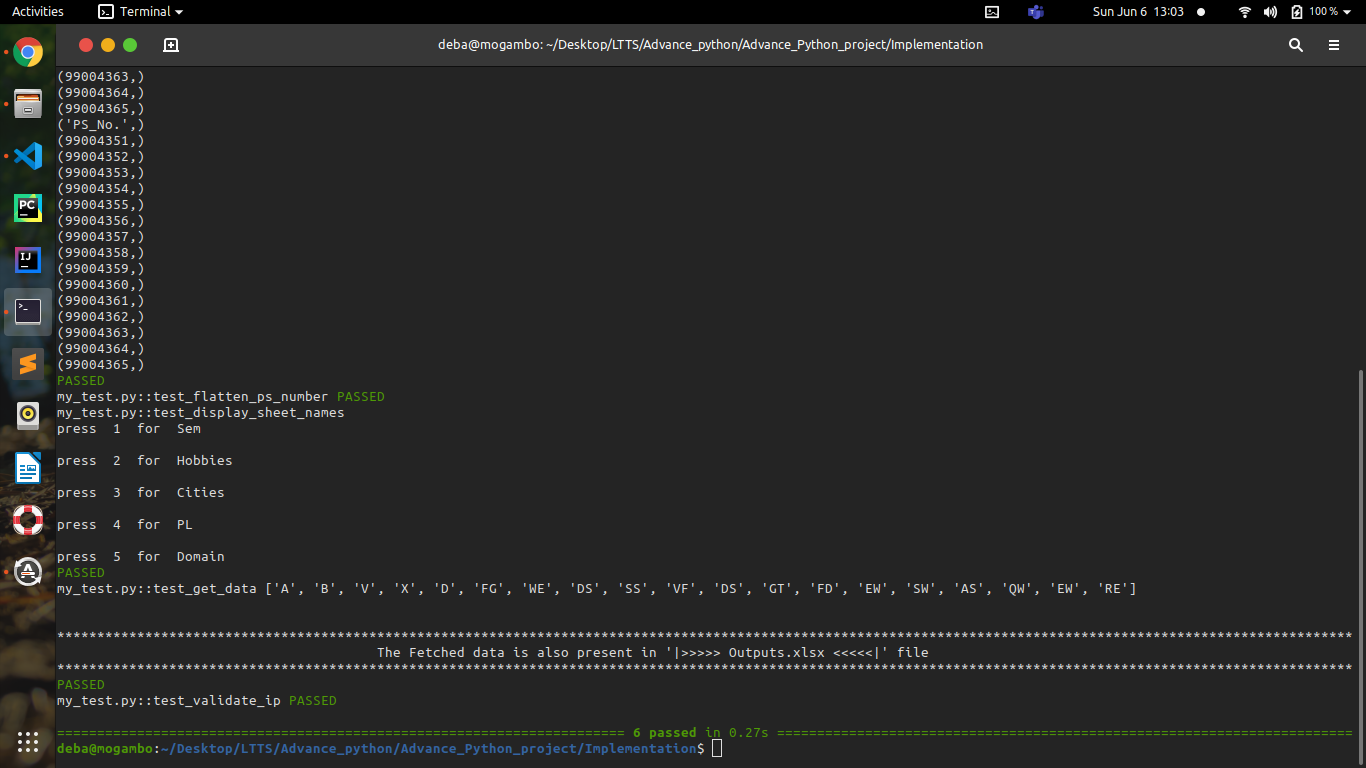 Activities Terminal Sun Jun 6 13:03 100 %
deba@mogambo: ~/Desktop/LTTS/Advance_python/Advance_Python_project/Implementation
(99004363,)
(99004364,)
(99004365,)
('PS_No.',)
(99004351,)
(99004352,)
(99004353,)
(99004354,)
(99004355,)
(99004356,)
(99004357,)
(99004358,)
(99004359,)
(99004360,)
(99004361,)
(99004362,)
(99004363,)
(99004364,)
(99004365,)
PASSED
my_test.py::test_flatten_ps_number PASSED
my_test.py::test_display_sheet_names
press  1  for  Sem
press  2  for  Hobbies
press  3  for  Cities
press  4  for  PL
press  5  for  Domain
PASSED
my_test.py::test_get_data ['A', 'B', 'V', 'X', 'D', 'FG', 'WE', 'DS', 'SS', 'VF', 'DS', 'GT', 'FD', 'EW', 'SW', 'AS', 'QW', 'EW', 'RE']
******************************************************************************************************************************************************************
The Fetched data is also present in '|>>>>> Outputs.xlsx <<<<<|' file
******************************************************************************************************************************************************************
PASSED
my_test.py::test_validate_ip PASSED
======================================================================= 6 passed in 0.27s ========================================================================
deba@mogambo:~/Desktop/LTTS/Advance_python/Advance_Python_project/Implementation$
PC
IJ
>_